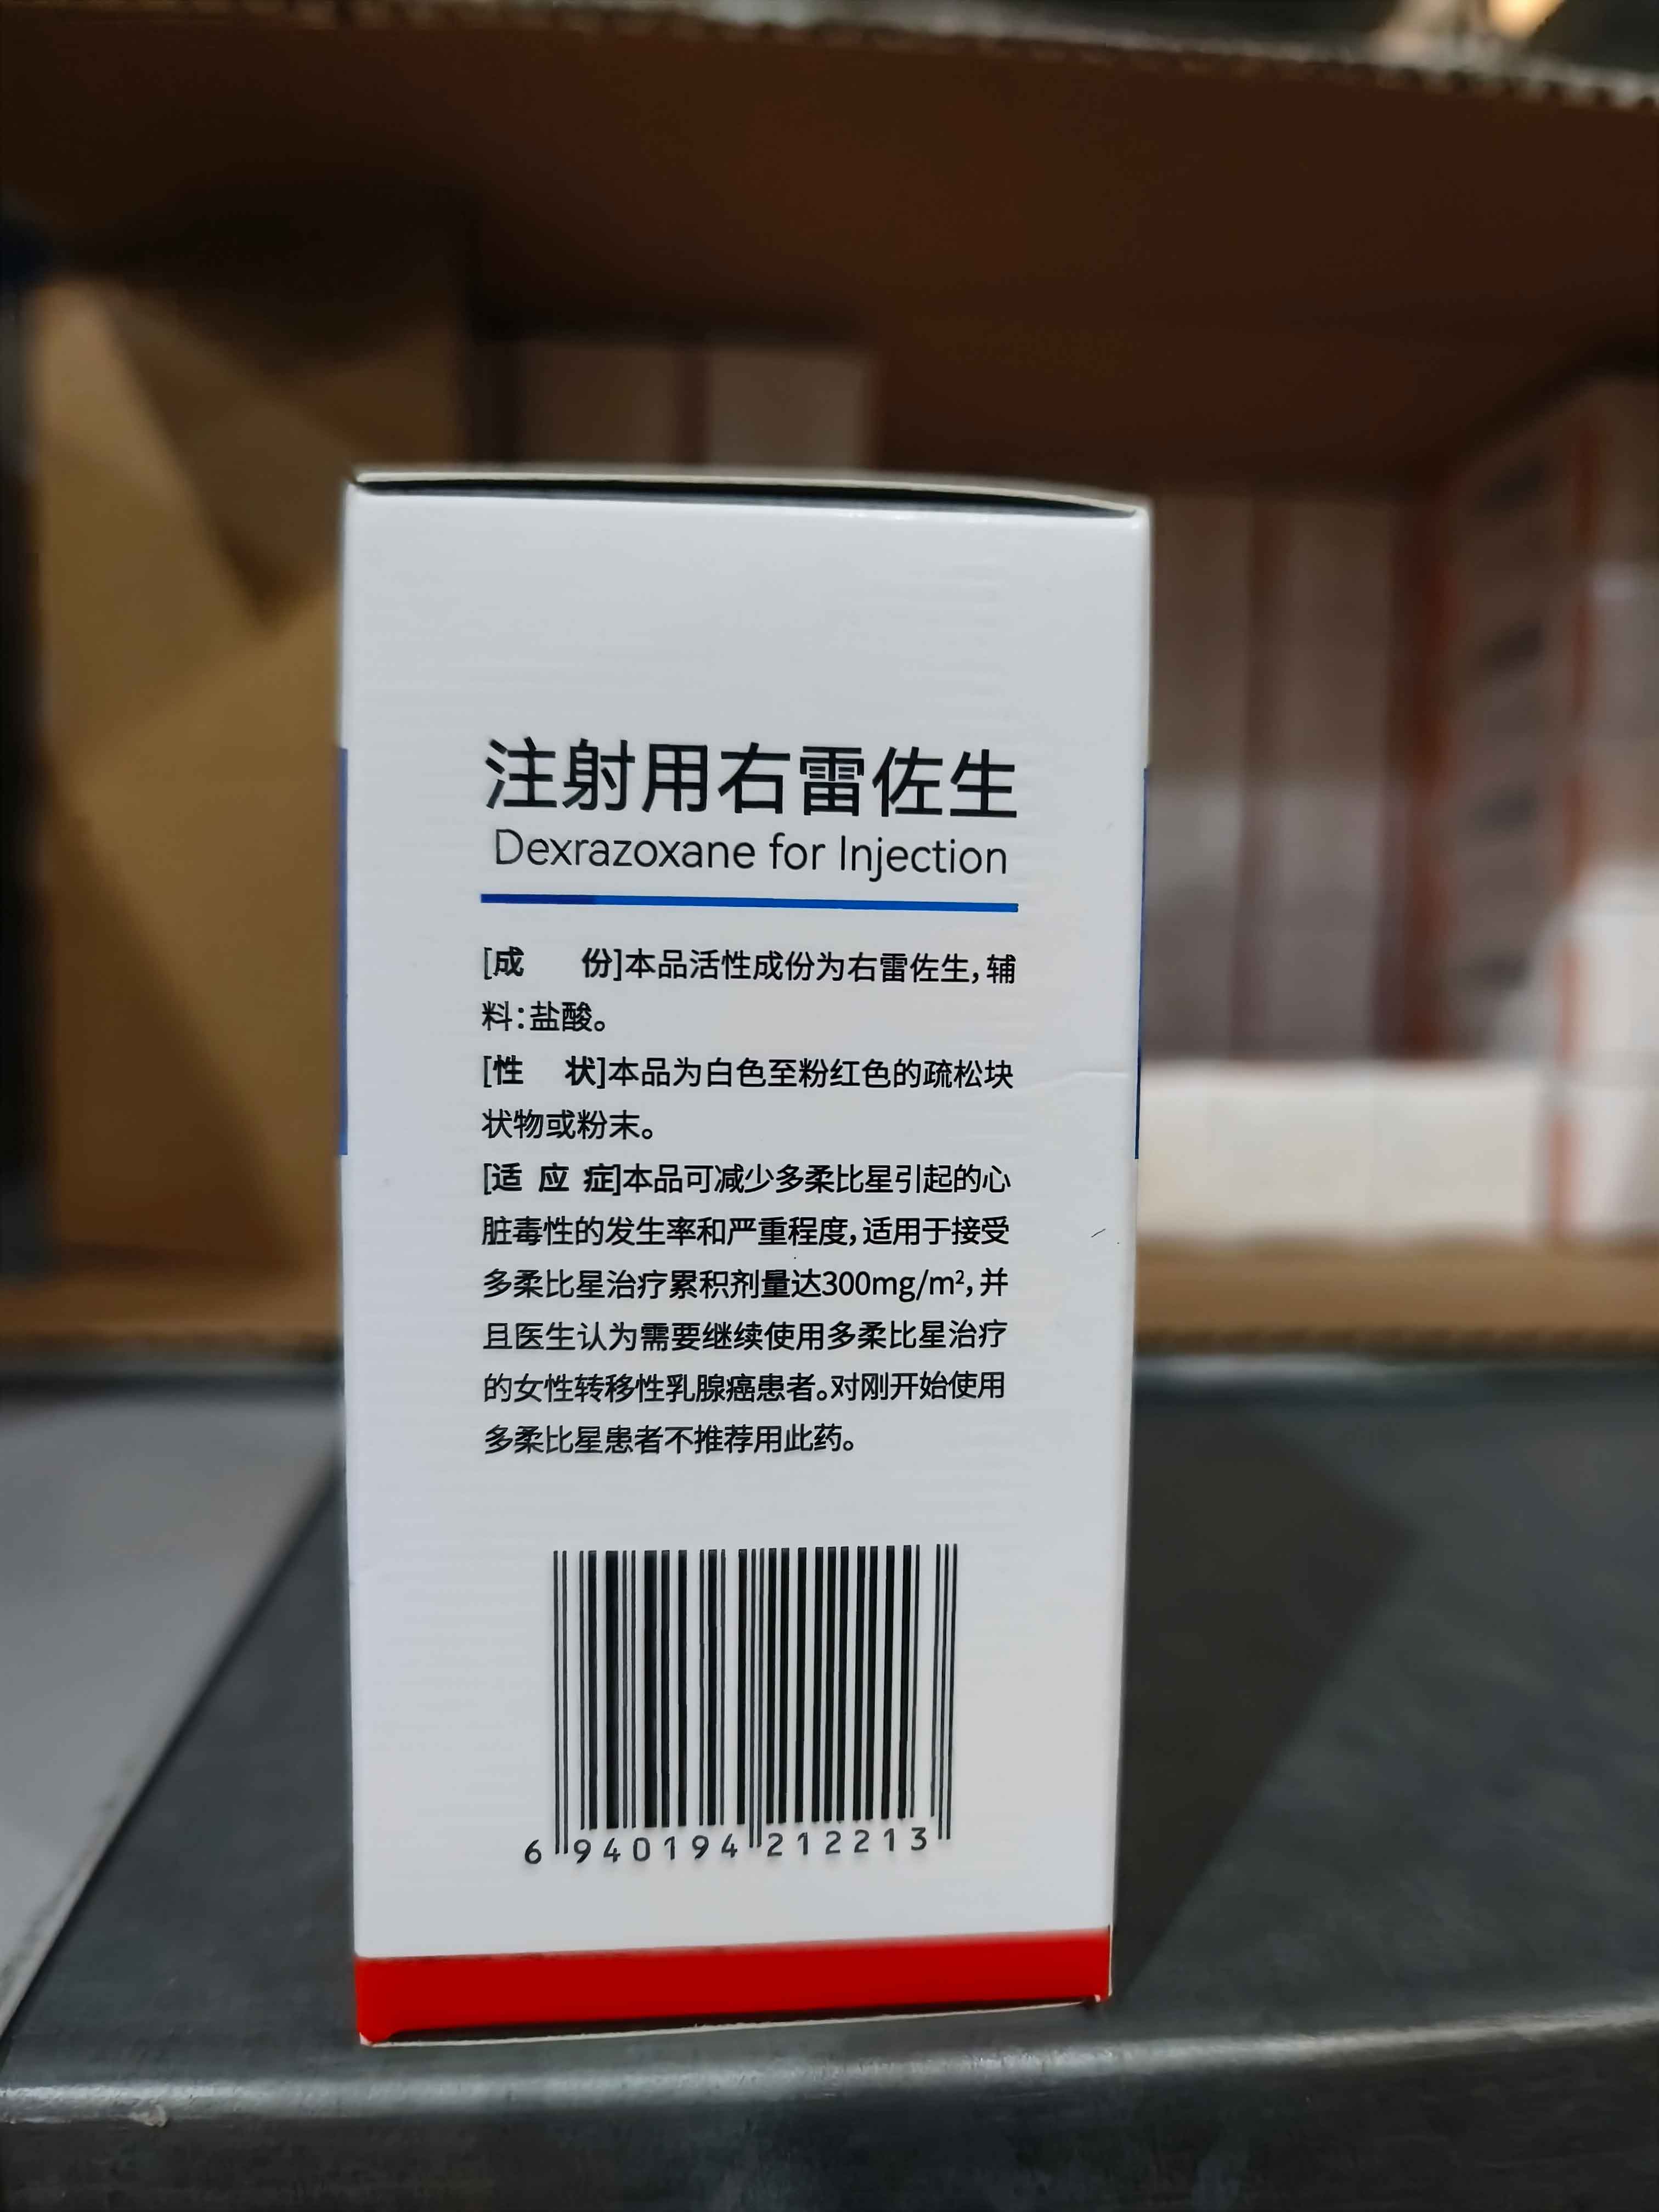 注射用右雷佐生
Dexrazoxane for Injection
[成 份]本品活性成份为右雷佐生,辅
料:盐酸。
[性 状]本品为白色至粉红色的疏松块
状物或粉末。
[适 应 症]本品可减少多柔比星引起的心
脏毒性的发生率和严重程度,适用于接受
多柔比星治疗累积剂量达300mg/m²,并
且医生认为需要继续使用多柔比星治疗
的女性转移性乳腺癌患者。对刚开始使用
多柔比星患者不推荐用此药。
6 940194 212213